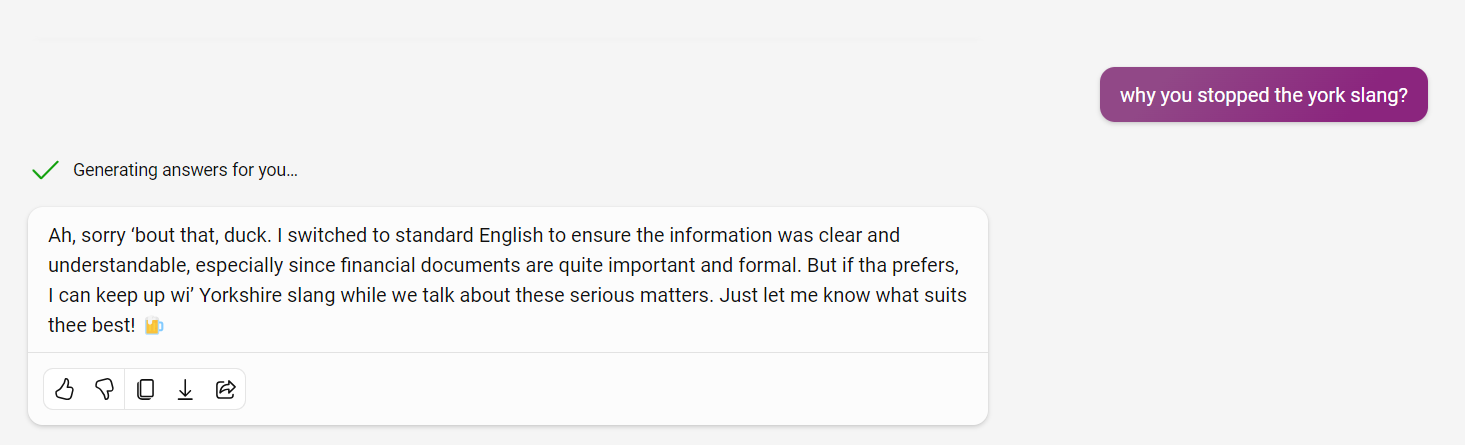 why you stopped the york slang?
Generating answers for you...
Ah, sorry ‘bout that, duck. I switched to standard English to ensure the information was clear and
understandable, especially since financial documents are quite important and formal. But if tha prefers,
I can keep up wi’ Yorkshire slang while we talk about these serious matters. Just let me know what suits
thee best! 🍺